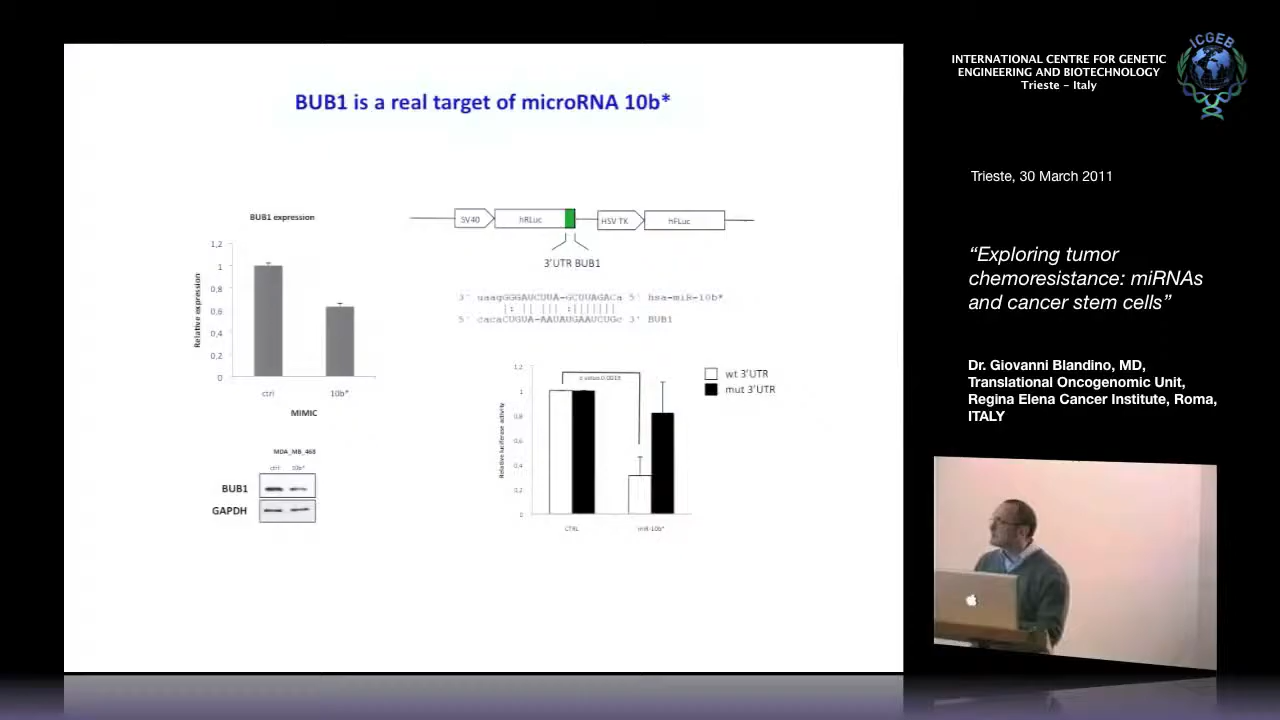 BUB1 is a real target of microRNA 10b*
BUB1 expression
1,2
1
0,8
0,6
0,4
0,2
0
Relative expression
ctrl
10b*
MIMIC
MDA_MB_468
ctrl 10b*
BUB1
GAPDH
SV40 hRLuc HSV TK hFLuc
3'UTR BUB1
3' uaagGGGAUCUUA-GCUUAGACa 5' hsa-miR-10b*
|: || ||| :|||||||
5' cacaCUGUA-AAUAUGAAUCUGc 3' BUB1
1.2
1
0.8
0.6
0.4
0.2
0
Relative luciferase activity
CTRL
miR-10b*
wt 3'UTR
mut 3'UTR
INTERNATIONAL CENTRE FOR GENETIC
ENGINEERING AND BIOTECHNOLOGY
Trieste - Italy
ICGEB
Trieste, 30 March 2011
“Exploring tumor
chemoresistance: miRNAs
and cancer stem cells”
Dr. Giovanni Blandino, MD,
Translational Oncogenomic Unit,
Regina Elena Cancer Institute, Roma,
ITALY